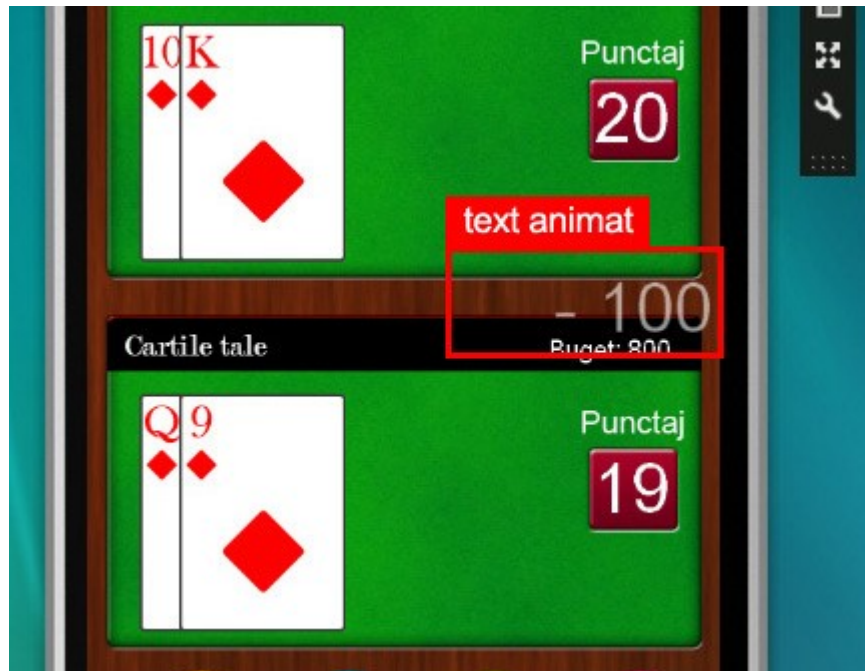 10 K
Punctaj
20
text animat
- 100
Cartile tale
Buget: 800
Q 9
Punctaj
19